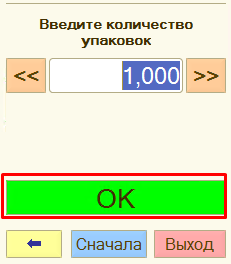 Введите количество
упаковок
<< 1,000 >>
OK
Сначала Выход